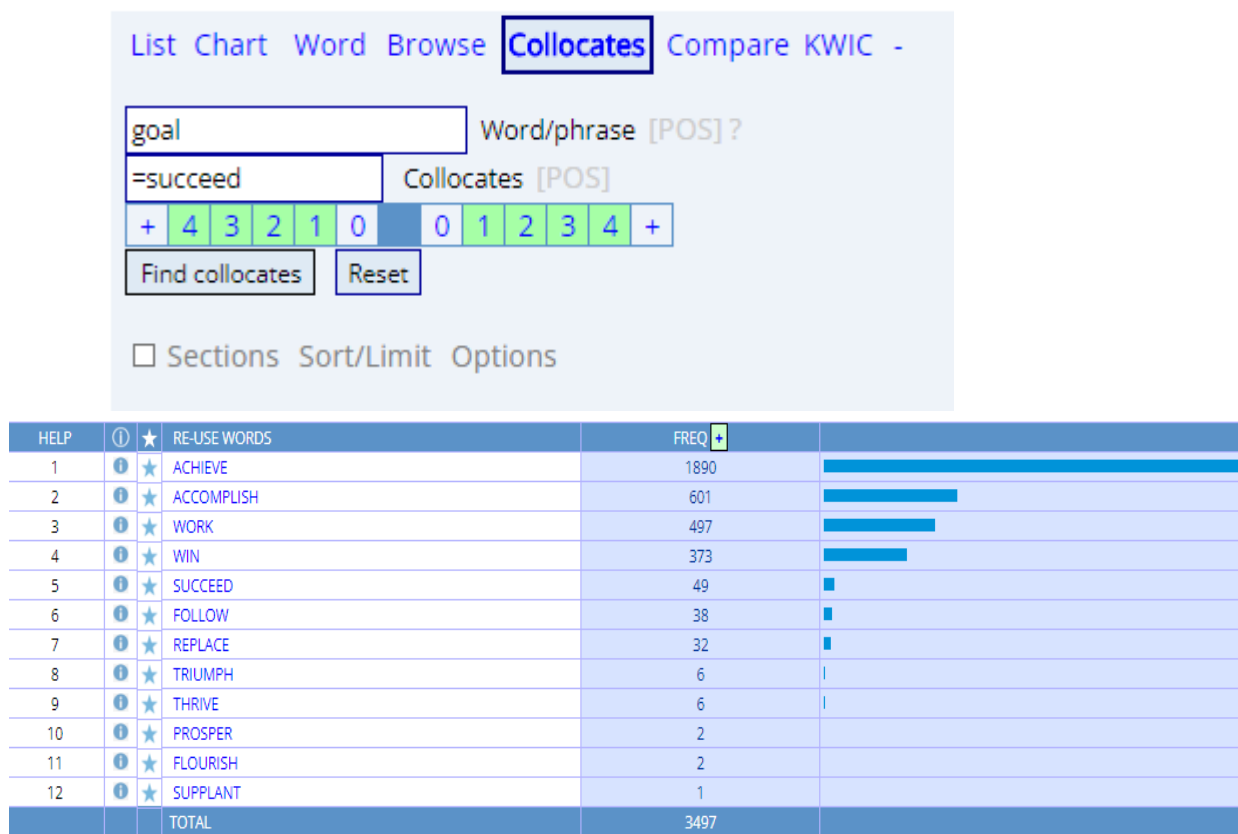 List Chart Word Browse Collocates Compare KWIC -
goal Word/phrase [POS] ?
=succeed Collocates [POS]
+ 4 3 2 1 0 0 1 2 3 4 +
Find collocates Reset
Sections Sort/Limit Options
HELP RE-USE WORDS FREQ +
1 ACHIEVE 1890
2 ACCOMPLISH 601
3 WORK 497
4 WIN 373
5 SUCCEED 49
6 FOLLOW 38
7 REPLACE 32
8 TRIUMPH 6
9 THRIVE 6
10 PROSPER 2
11 FLOURISH 2
12 SUPPLANT 1
TOTAL 3497